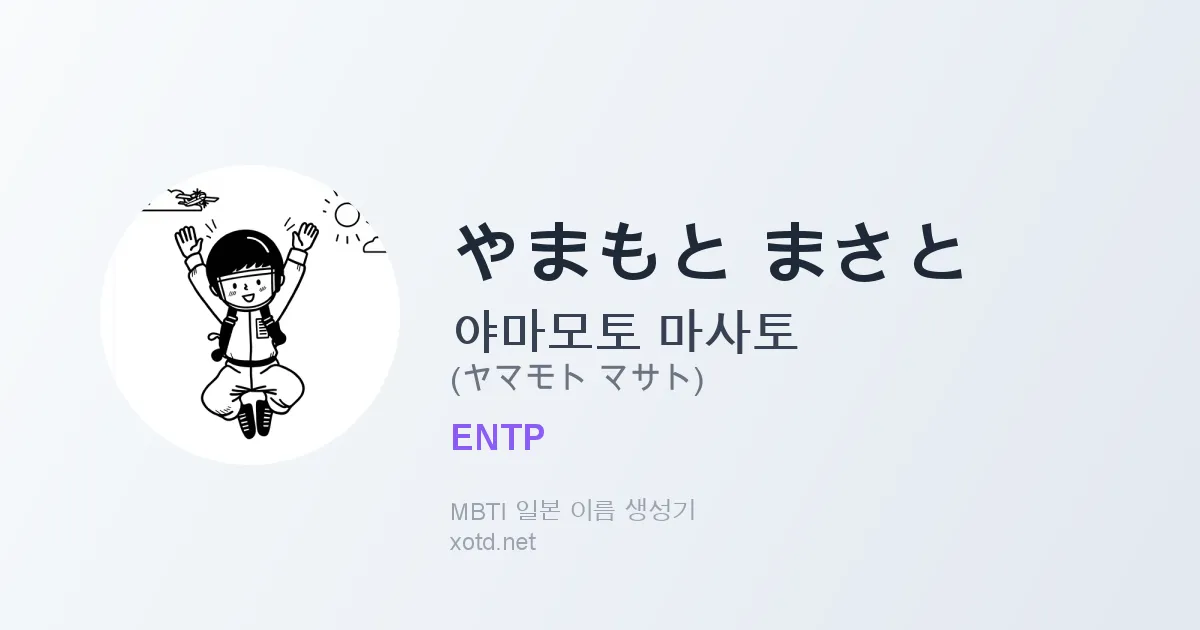 やまもと まさと
야마모토 마사토
(ヤマモト マサト)
ENTP
MBTI 일본 이름 생성기
xotd.net